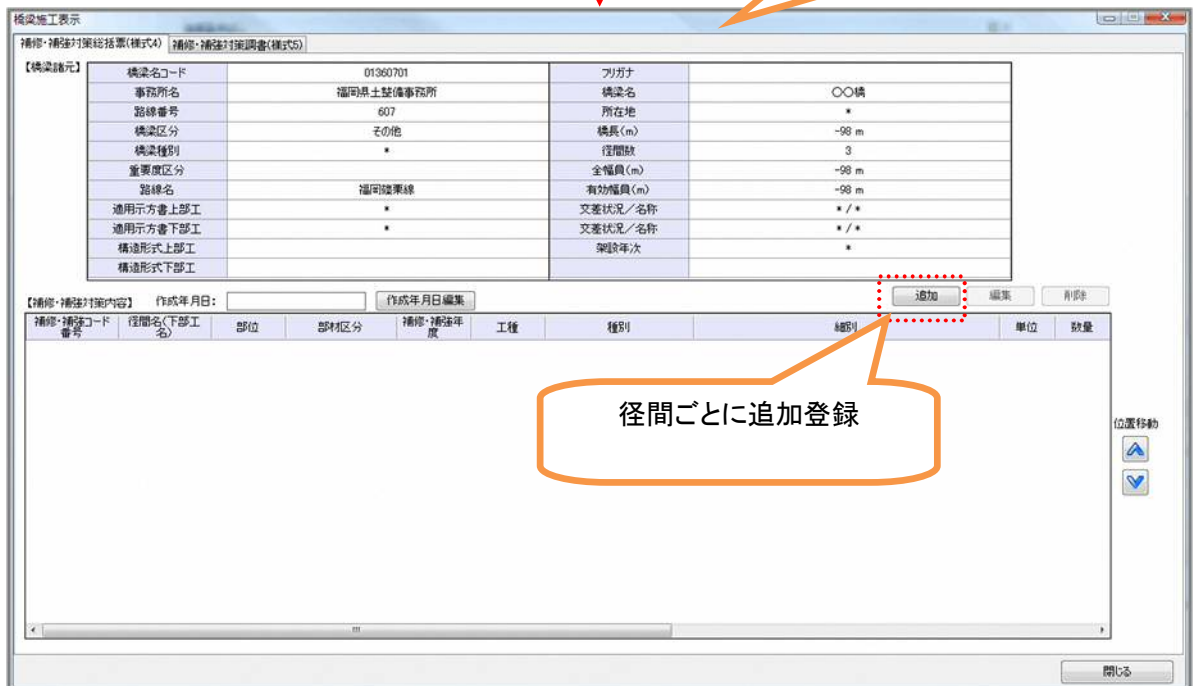 橋梁施工表示
補修・補強対策総括票(様式4) 補修・補強対策調書(様式5)
【橋梁諸元】
橋梁名コード 01360701 フリガナ
事務所名 福岡県土整備事務所 橋梁名 〇〇橋
路線番号 607 所在地 *
橋梁区分 その他 橋長(m) -98 m
橋梁種別 * 径間数 3
重要度区分 全幅員(m) -98 m
路線名 福岡篠栗線 有効幅員(m) -98 m
適用示方書上部工 * 交差状況/名称 * / *
適用示方書下部工 * 交差状況/名称 * / *
構造形式上部工 架設年次 *
構造形式下部工
【補修・補強対策内容】 作成年月日: 作成年月日編集 追加 編集 削除
補修・補強コード番号 径間名(下部工名) 部位 部材区分 補修・補強年度 工種 種別 細別 単位 数量
径間ごとに追加登録
位置移動
閉じる